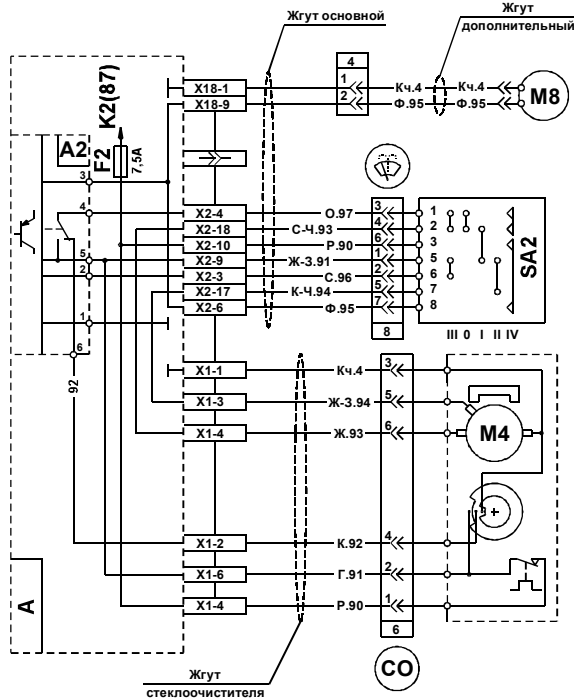 Жгут основной
Жгут
дополнительный
K2(87)
A2
F2
7,5А
X18-1
X18-9
4
1
2
Кч.4
Ф.95
Кч.4
Ф.95
M8
3
4
5
2
1
6
92
X2-4
X2-18
X2-10
X2-9
X2-3
X2-17
X2-6
О.97
С-Ч.93
Р.90
Ж-З.91
С.96
К-Ч.94
Ф.95
3
4
6
1
2
5
7
8
1
2
3
5
6
7
8
SA2
III 0 I II IV
X1-1
X1-3
X1-4
X1-2
X1-6
X1-4
Кч.4
Ж-З.94
Ж.93
К.92
Г.91
Р.90
3
5
6
4
2
1
6
M4
+
A
CO
Жгут
стеклоочистителя